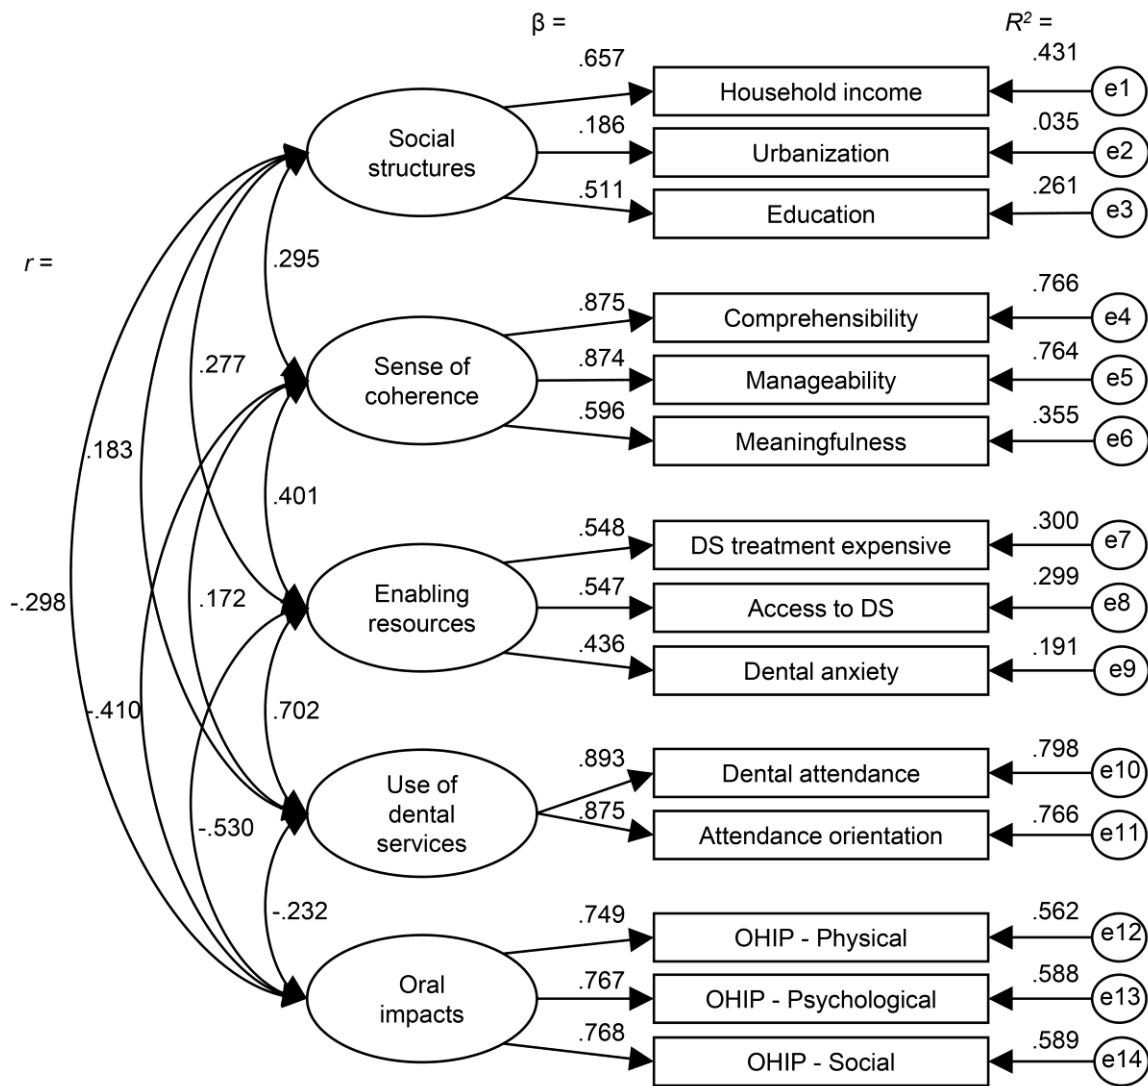 β =
R² =
.657
.431
Household income
e1
Social
structures
.186
.035
Urbanization
e2
.511
.261
Education
e3
r =
.295
.875
.766
Comprehensibility
e4
.277
Sense of
coherence
.874
.764
Manageability
e5
.596
.355
Meaningfulness
e6
.183
.401
.548
.300
DS treatment expensive
e7
-.298
.172
Enabling
resources
.547
.299
Access to DS
e8
.436
.191
Dental anxiety
e9
-.410
.702
.893
.798
Dental attendance
e10
Use of
dental
services
.875
.766
Attendance orientation
e11
-.530
-.232
.749
.562
OHIP - Physical
e12
Oral
impacts
.767
.588
OHIP - Psychological
e13
.768
.589
OHIP - Social
e14